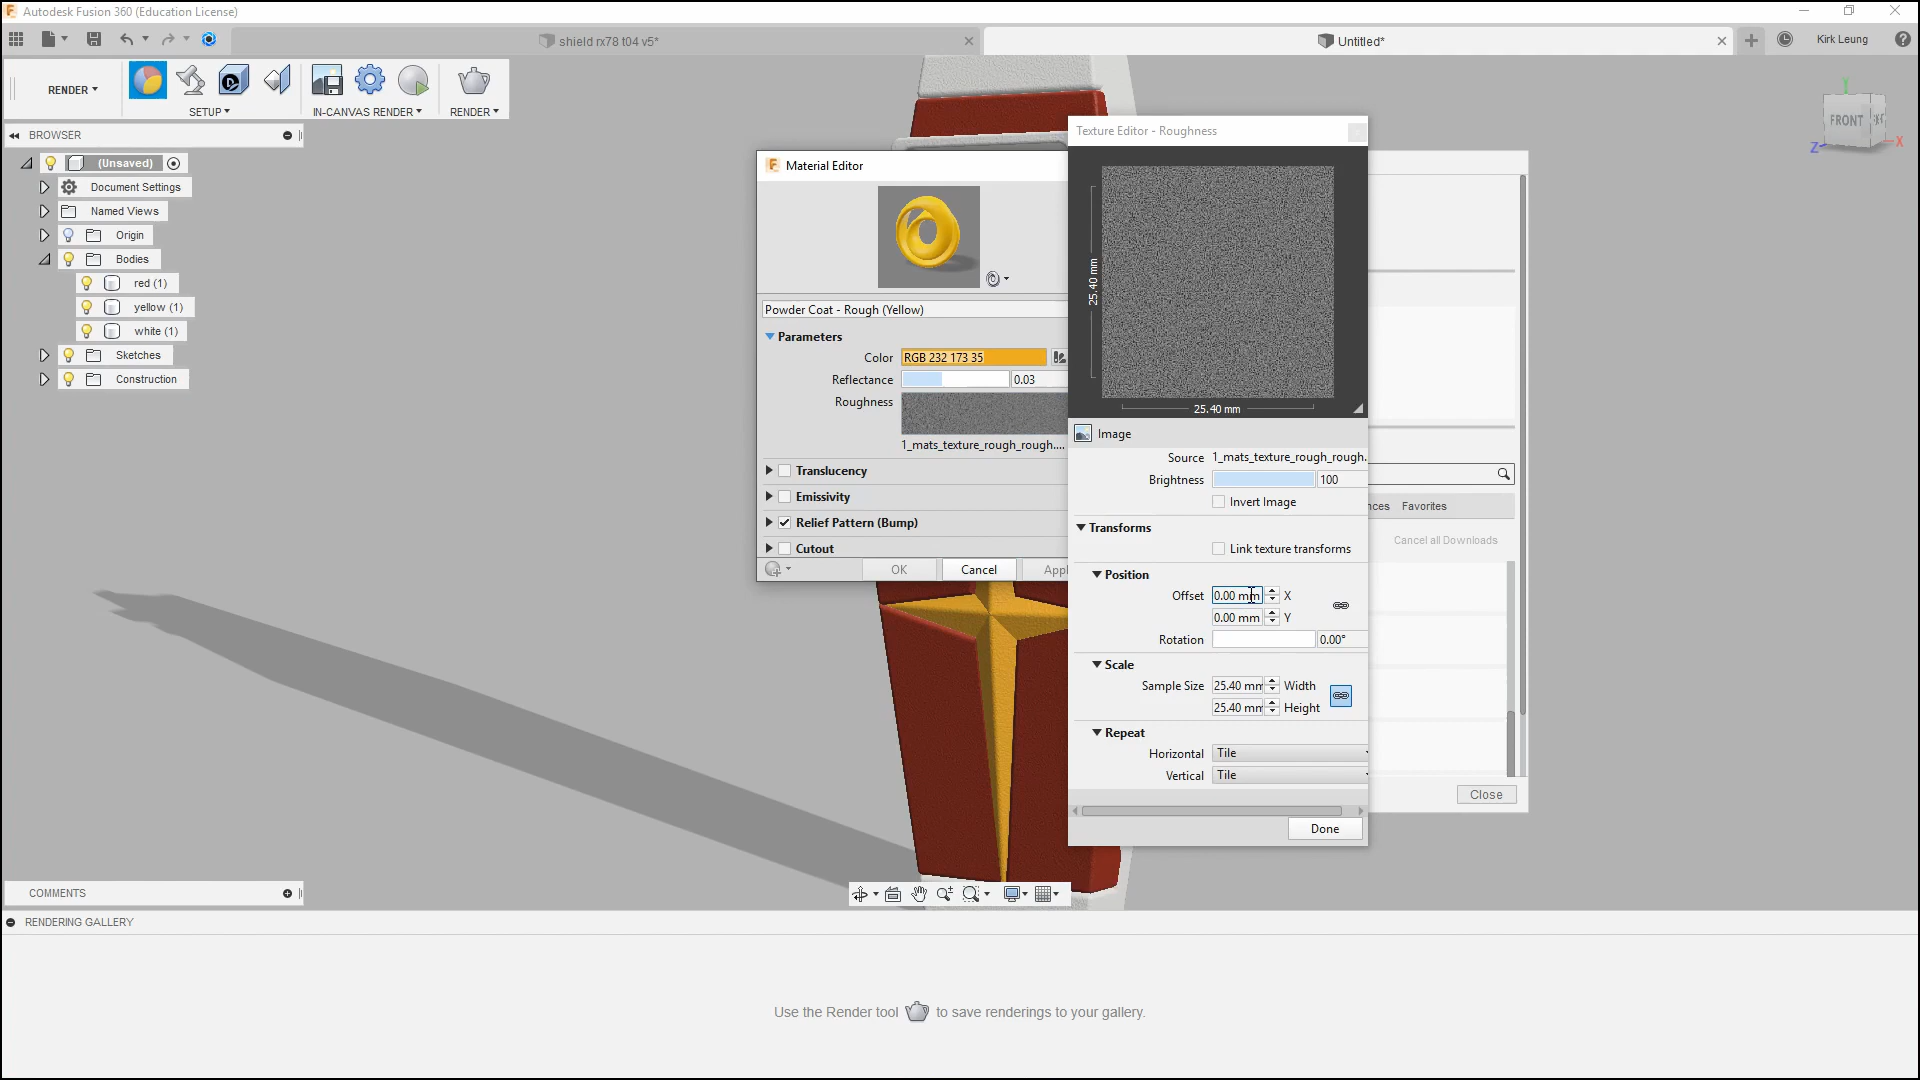 Autodesk Fusion 360 (Education License)
shield rx78 t04 v5*
Untitled*
Kirk Leung
RENDER
SETUP
IN-CANVAS RENDER
RENDER
FRONT
Z
X
Y
BROWSER
(Unsaved)
Document Settings
Named Views
Origin
Bodies
red (1)
yellow (1)
white (1)
Sketches
Construction
Material Editor
Powder Coat - Rough (Yellow)
Parameters
Color RGB 232 173 35
Reflectance 0.03
Roughness
1_mats_texture_rough_rough....
Translucency
Emissivity
Relief Pattern (Bump)
Cutout
OK Cancel
Texture Editor - Roughness
25.40 mm
25.40 mm
Image
Source 1_mats_texture_rough_rough.
Brightness 100
Invert Image
Transforms
Link texture transforms
Position
Offset 0.00 mm X
0.00 mm Y
Rotation 0.00°
Scale
Sample Size 25.40 mm Width
25.40 mm Height
Repeat
Horizontal Tile
Vertical Tile
Done
Favorites
Cancel all Downloads
Close
COMMENTS
RENDERING GALLERY
Use the Render tool to save renderings to your gallery.